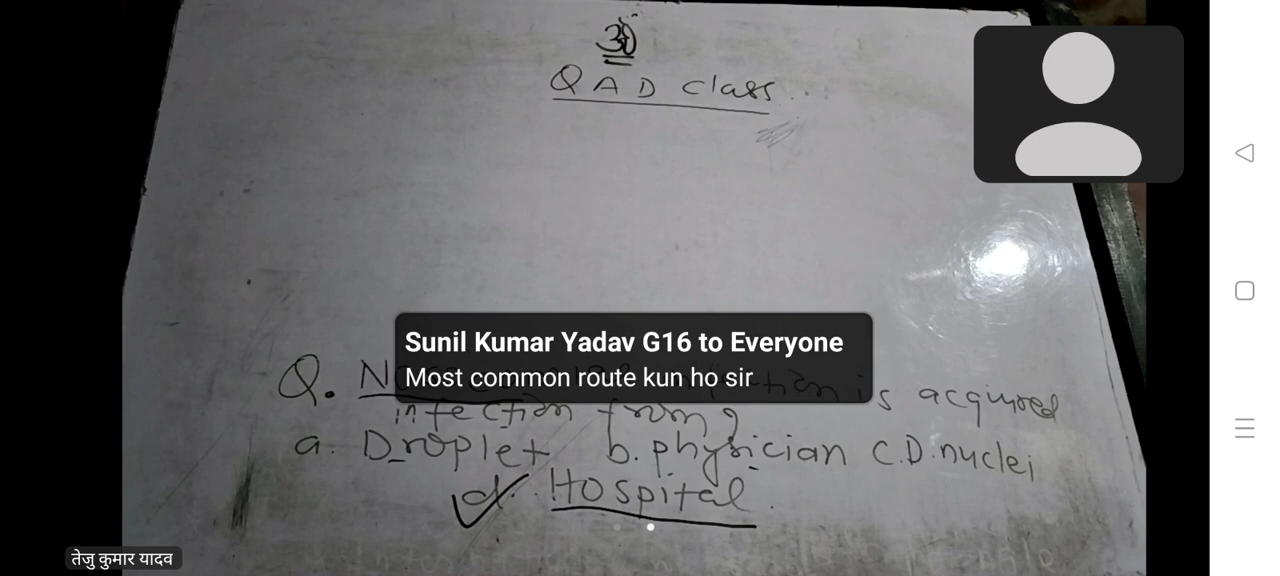 ॐ
Q A D class
Sunil Kumar Yadav G16 to Everyone
Most common route kun ho sir
Q. is acquired
infection from?
a. Droplet b. physician c. D. nuclei
d. Hospital
तेजु कुमार यादव